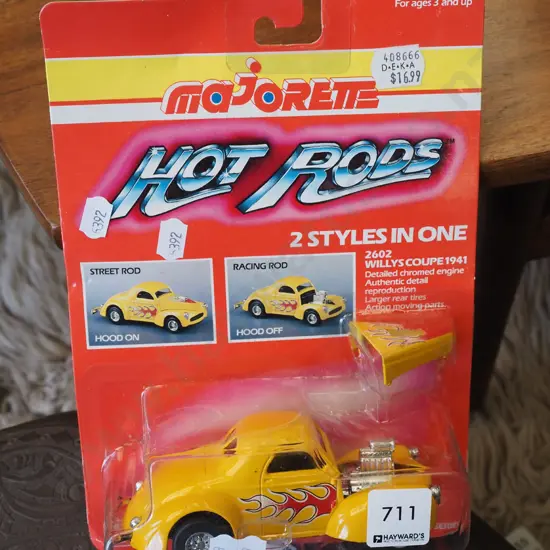 For ages 3 and up
408666
D•E•K•A
$16.99
majorette
HOT RODS™
392
392
2 STYLES IN ONE
2602
WILLYS COUPE 1941
Detailed chromed engine
Authentic detail
reproduction
Larger rear tires
Action moving parts
STREET ROD
HOOD ON
RACING ROD
HOOD OFF
711
HAYWARD'S